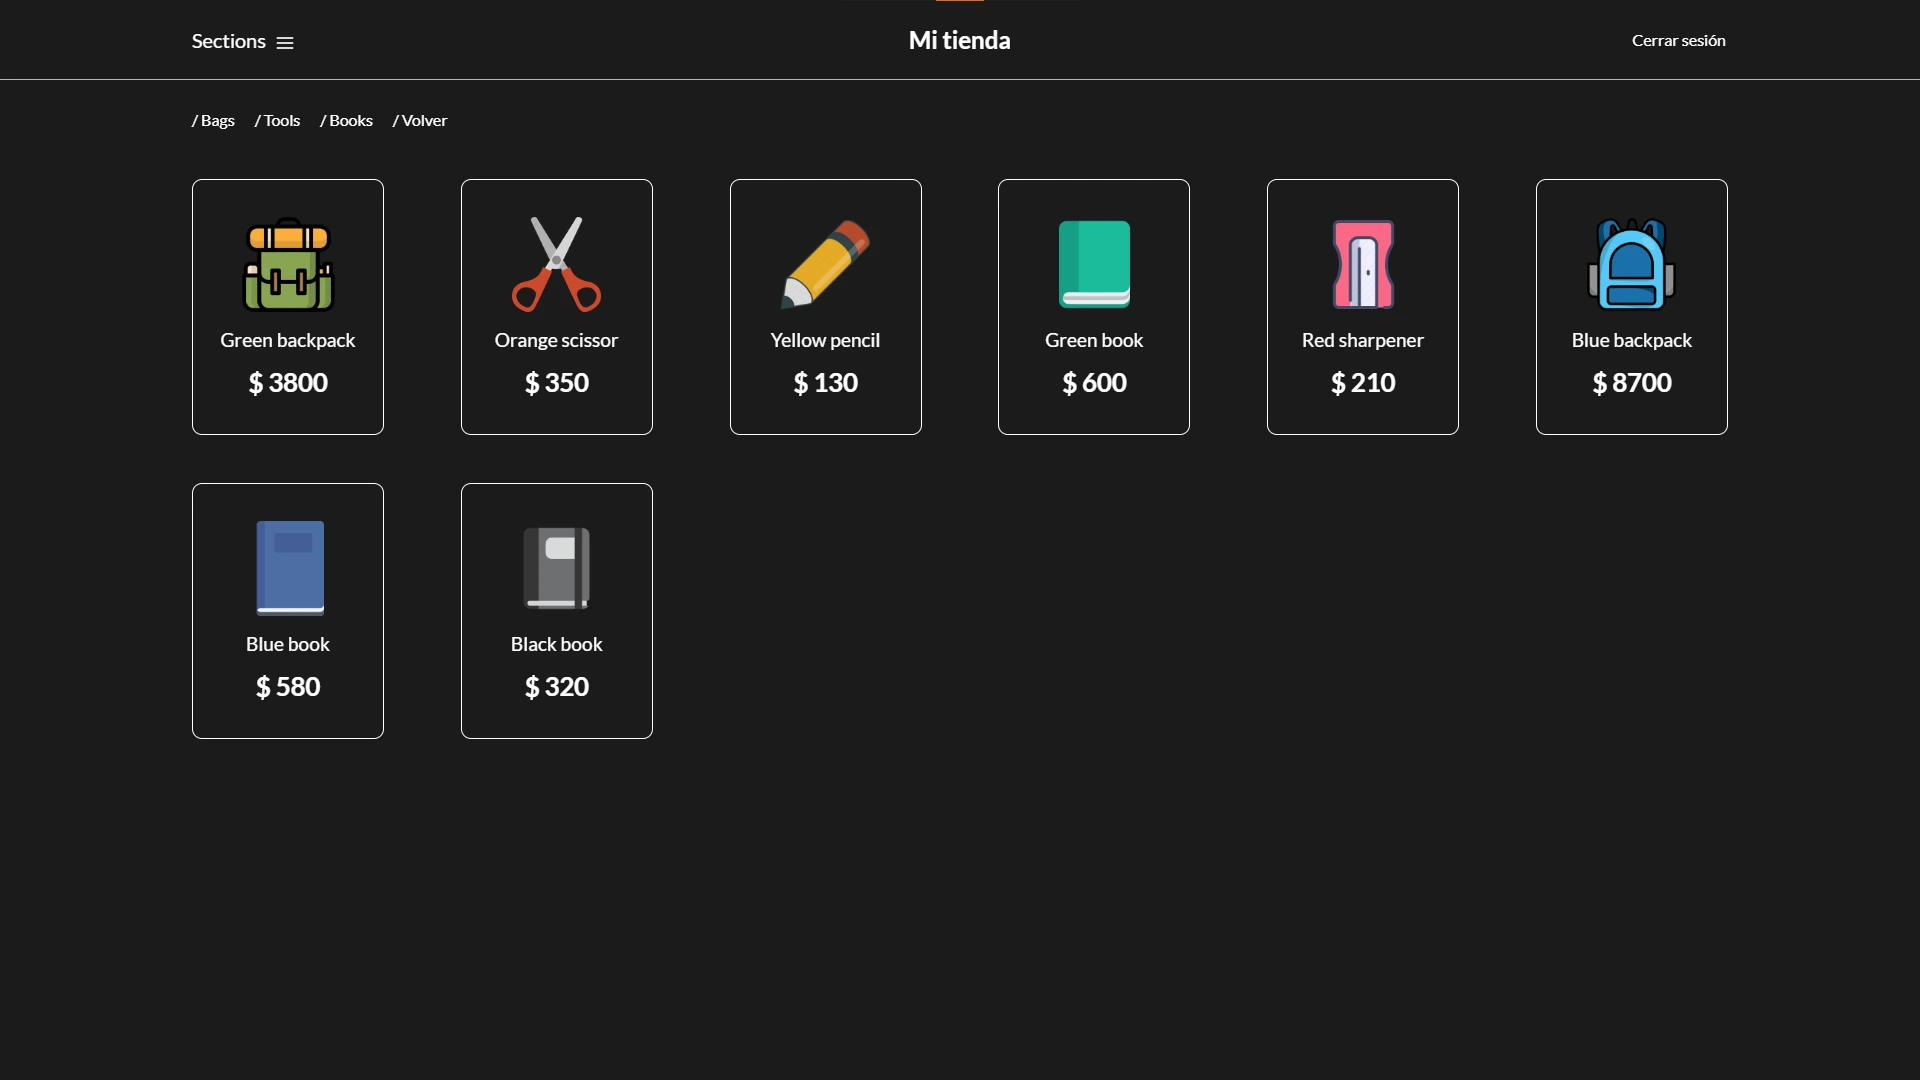 Sections
Mi tienda
Cerrar sesión
/ Bags / Tools / Books / Volver
Green backpack
$ 3800
Orange scissor
$ 350
Yellow pencil
$ 130
Green book
$ 600
Red sharpener
$ 210
Blue backpack
$ 8700
Blue book
$ 580
Black book
$ 320